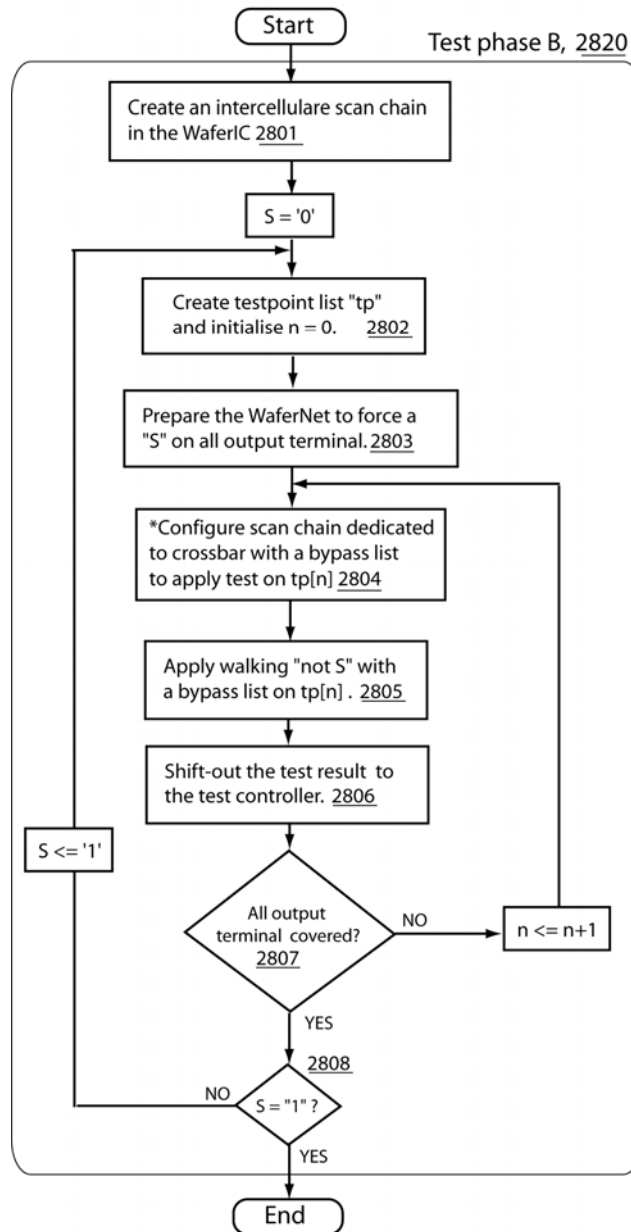 Start
Test phase B, 2820
Create an intercellulare scan chain
in the WaferIC 2801
S = '0'
Create testpoint list "tp"
and initialise n = 0. 2802
Prepare the WaferNet to force a
"S" on all output terminal. 2803
*Configure scan chain dedicated
to crossbar with a bypass list
to apply test on tp[n] 2804
Apply walking "not S" with
a bypass list on tp[n] . 2805
Shift-out the test result to
the test controller. 2806
S <= '1'
All output
terminal covered?
2807
NO
n <= n+1
YES
2808
NO
S = "1" ?
YES
End